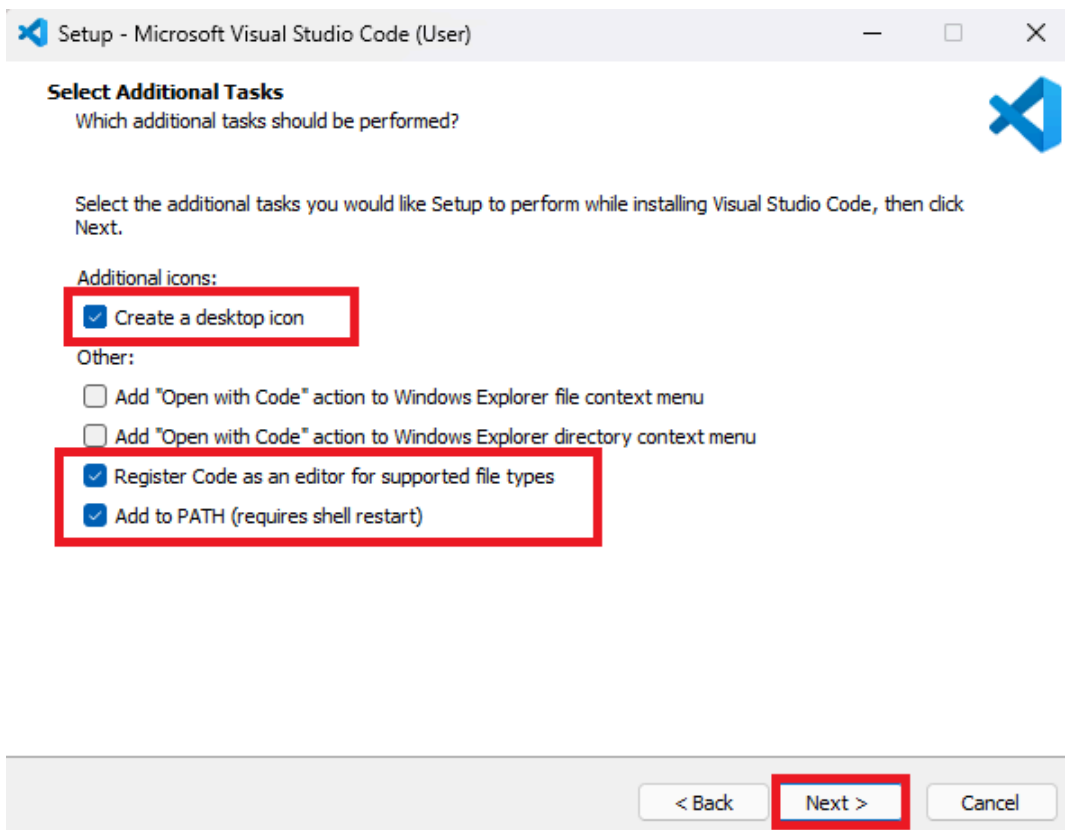 Setup - Microsoft Visual Studio Code (User)
Select Additional Tasks
Which additional tasks should be performed?
Select the additional tasks you would like Setup to perform while installing Visual Studio Code, then click
Next.
Additional icons:
Create a desktop icon
Other:
Add "Open with Code" action to Windows Explorer file context menu
Add "Open with Code" action to Windows Explorer directory context menu
Register Code as an editor for supported file types
Add to PATH (requires shell restart)
< Back Next > Cancel